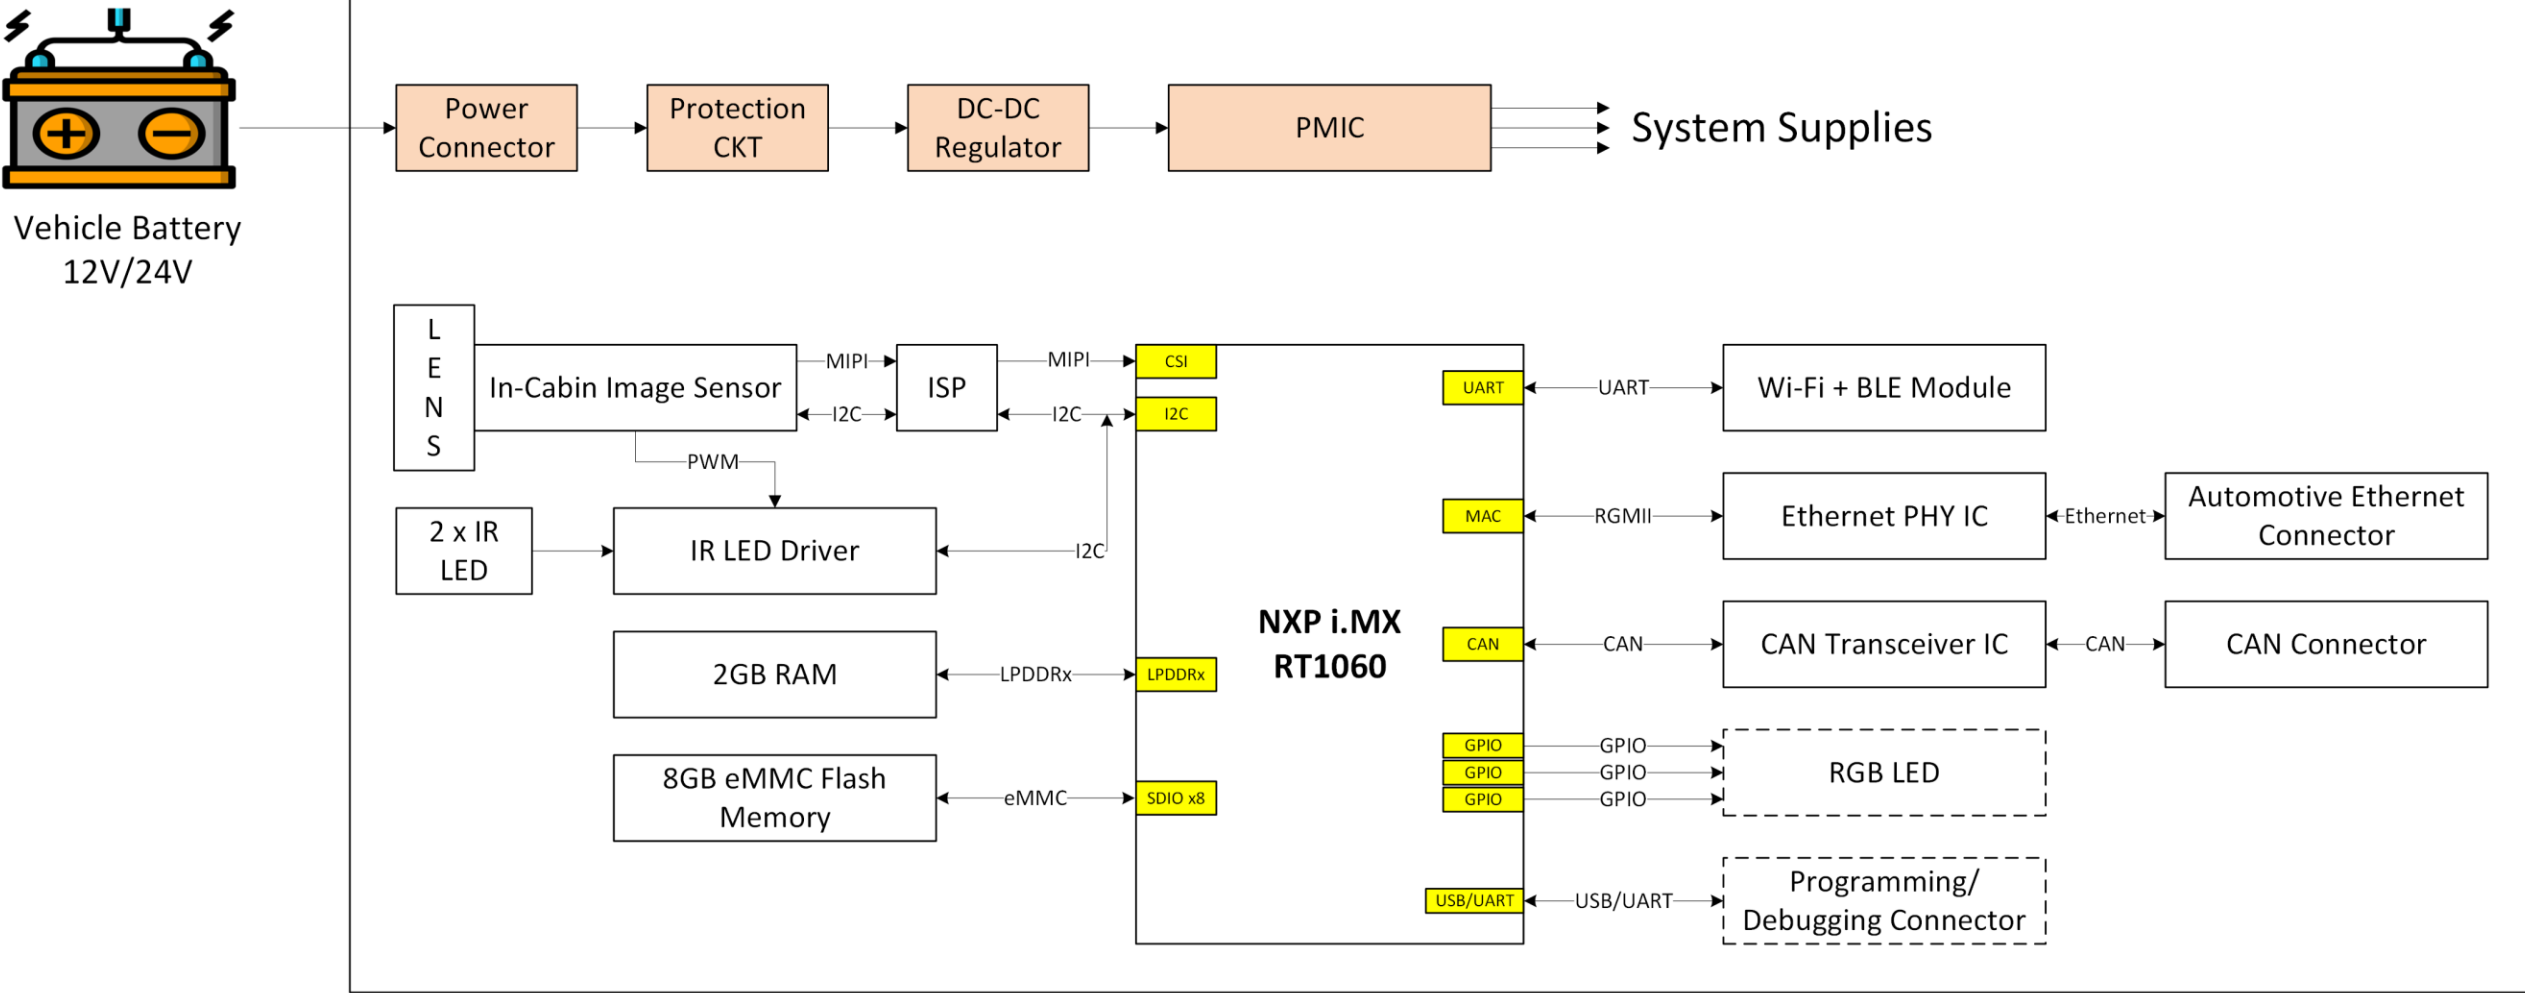 Vehicle Battery
12V/24V
Power
Connector
Protection
CKT
DC-DC
Regulator
PMIC
System Supplies
L
E
N
S
In-Cabin Image Sensor
MIPI
I2C
ISP
MIPI
I2C
CSI
I2C
PWM
2 x IR
LED
IR LED Driver
I2C
2GB RAM
LPDDRx
LPDDRx
8GB eMMC Flash
Memory
eMMC
SDIO x8
NXP i.MX
RT1060
UART
UART
Wi-Fi + BLE Module
MAC
RGMII
Ethernet PHY IC
Ethernet
Automotive Ethernet
Connector
CAN
CAN
CAN Transceiver IC
CAN
CAN Connector
GPIO
GPIO
GPIO
GPIO
GPIO
GPIO
RGB LED
USB/UART
USB/UART
Programming/
Debugging Connector